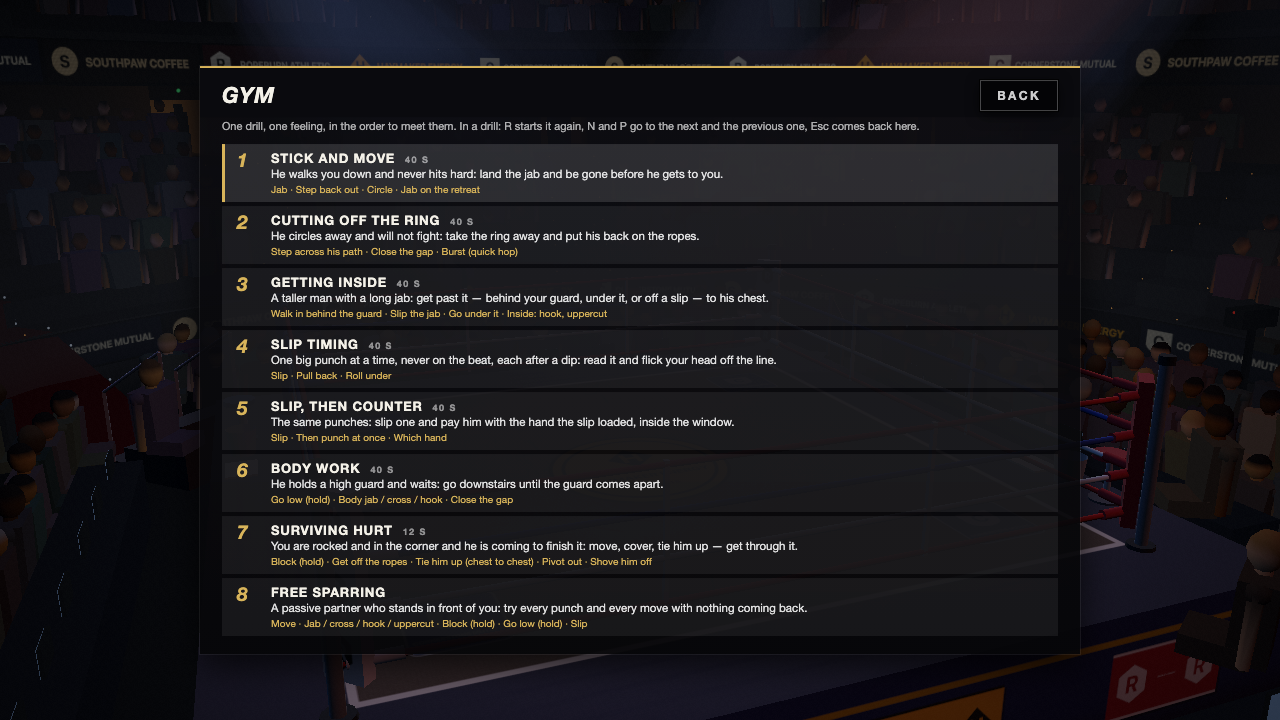 UTUAL
S SOUTHPAW COFFEE
CORNERSTONE MUTUAL
S SOUTHPAW COFFEE
GYM
BACK
One drill, one feeling, in the order to meet them. In a drill: R starts it again, N and P go to the next and the previous one, Esc comes back here.
1 STICK AND MOVE 40 S
He walks you down and never hits hard: land the jab and be gone before he gets to you.
Jab · Step back out · Circle · Jab on the retreat
2 CUTTING OFF THE RING 40 S
He circles away and will not fight: take the ring away and put his back on the ropes.
Step across his path · Close the gap · Burst (quick hop)
3 GETTING INSIDE 40 S
A taller man with a long jab: get past it — behind your guard, under it, or off a slip — to his chest.
Walk in behind the guard · Slip the jab · Go under it · Inside: hook, uppercut
4 SLIP TIMING 40 S
One big punch at a time, never on the beat, each after a dip: read it and flick your head off the line.
Slip · Pull back · Roll under
5 SLIP, THEN COUNTER 40 S
The same punches: slip one and pay him with the hand the slip loaded, inside the window.
Slip · Then punch at once · Which hand
6 BODY WORK 40 S
He holds a high guard and waits: go downstairs until the guard comes apart.
Go low (hold) · Body jab / cross / hook · Close the gap
7 SURVIVING HURT 12 S
You are rocked and in the corner and he is coming to finish it: move, cover, tie him up — get through it.
Block (hold) · Get off the ropes · Tie him up (chest to chest) · Pivot out · Shove him off
8 FREE SPARRING
A passive partner who stands in front of you: try every punch and every move with nothing coming back.
Move · Jab / cross / hook / uppercut · Block (hold) · Go low (hold) · Slip
ERSTONE MUTUAL
ERGY
R
R